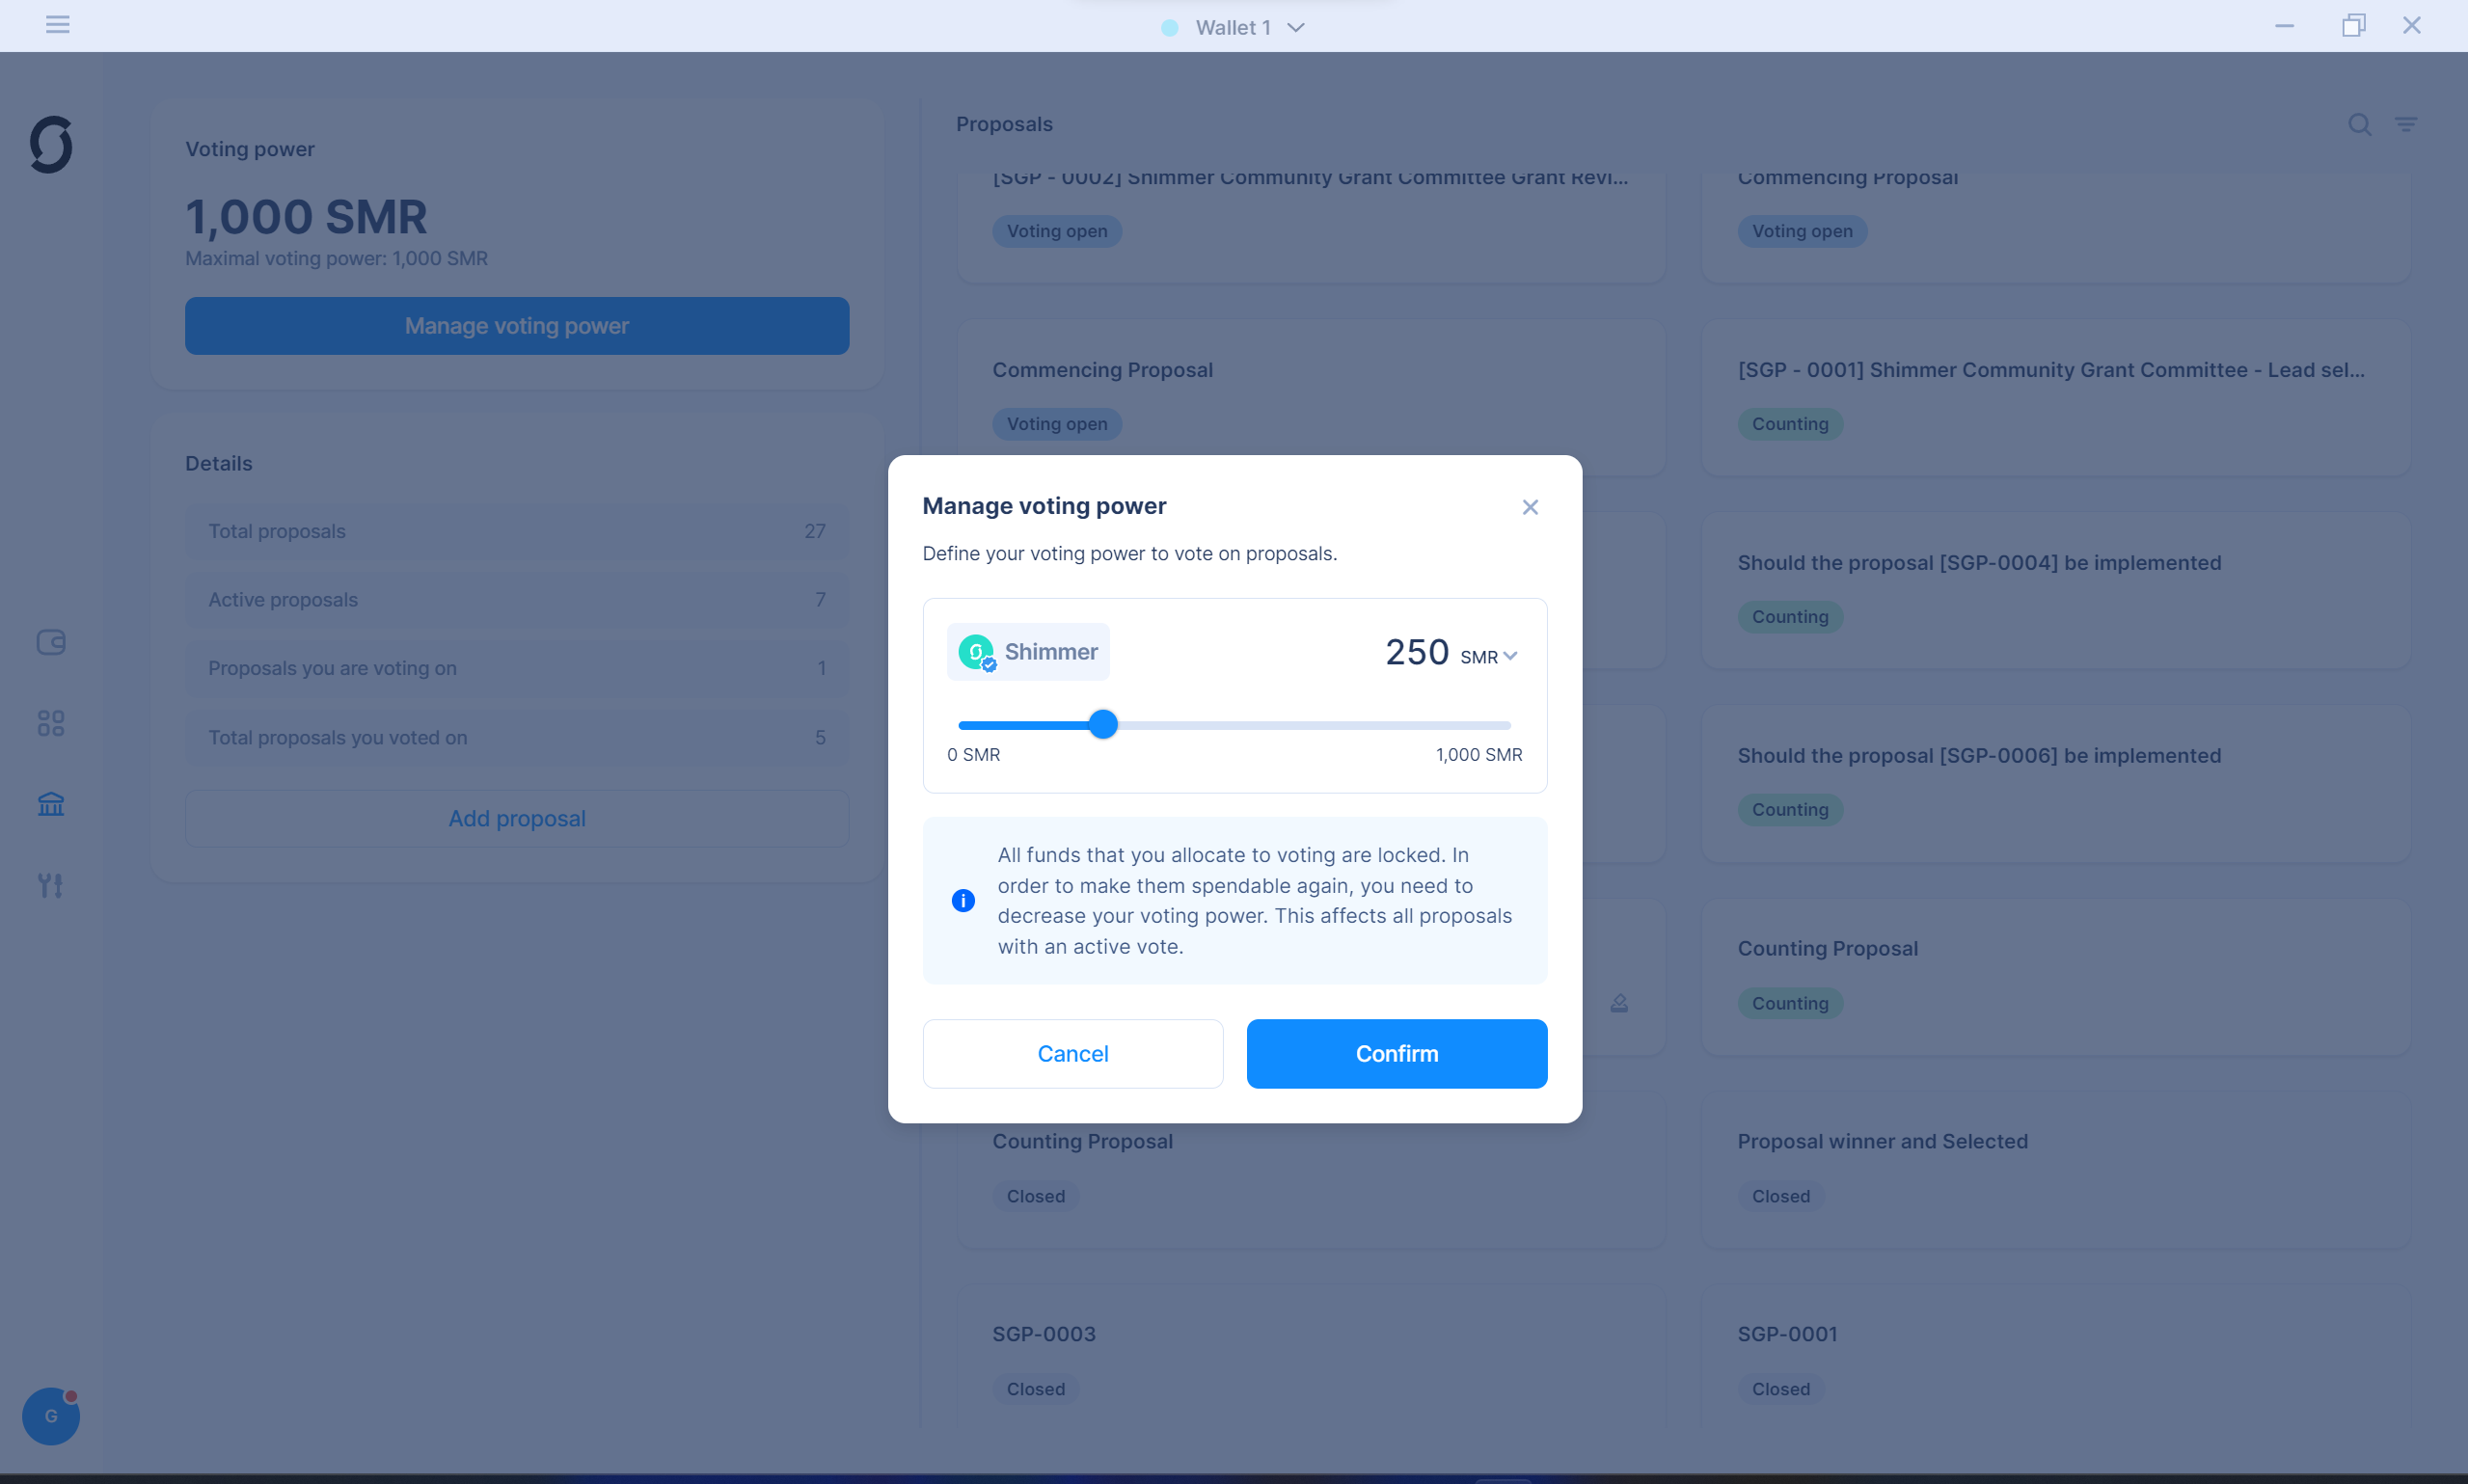 Wallet 1
Voting power
1,000 SMR
Maximal voting power: 1,000 SMR
Manage voting power
Details
Total proposals 27
Active proposals 7
Proposals you are voting on 1
Total proposals you voted on 5
Add proposal
G
Proposals
[SGP - 0002] Shimmer Community Grant Committee Grant Revi...
Voting open
Commencing Proposal
Voting open
Commencing Proposal
Voting open
[SGP - 0001] Shimmer Community Grant Committee - Lead sel...
Counting
Should the proposal [SGP-0004] be implemented
Counting
Should the proposal [SGP-0006] be implemented
Counting
Counting Proposal
Counting
Counting Proposal
Closed
Proposal winner and Selected
Closed
SGP-0003
Closed
SGP-0001
Closed
Manage voting power
Define your voting power to vote on proposals.
Shimmer
250 SMR
0 SMR
1,000 SMR
All funds that you allocate to voting are locked. In
order to make them spendable again, you need to
decrease your voting power. This affects all proposals
with an active vote.
Cancel
Confirm